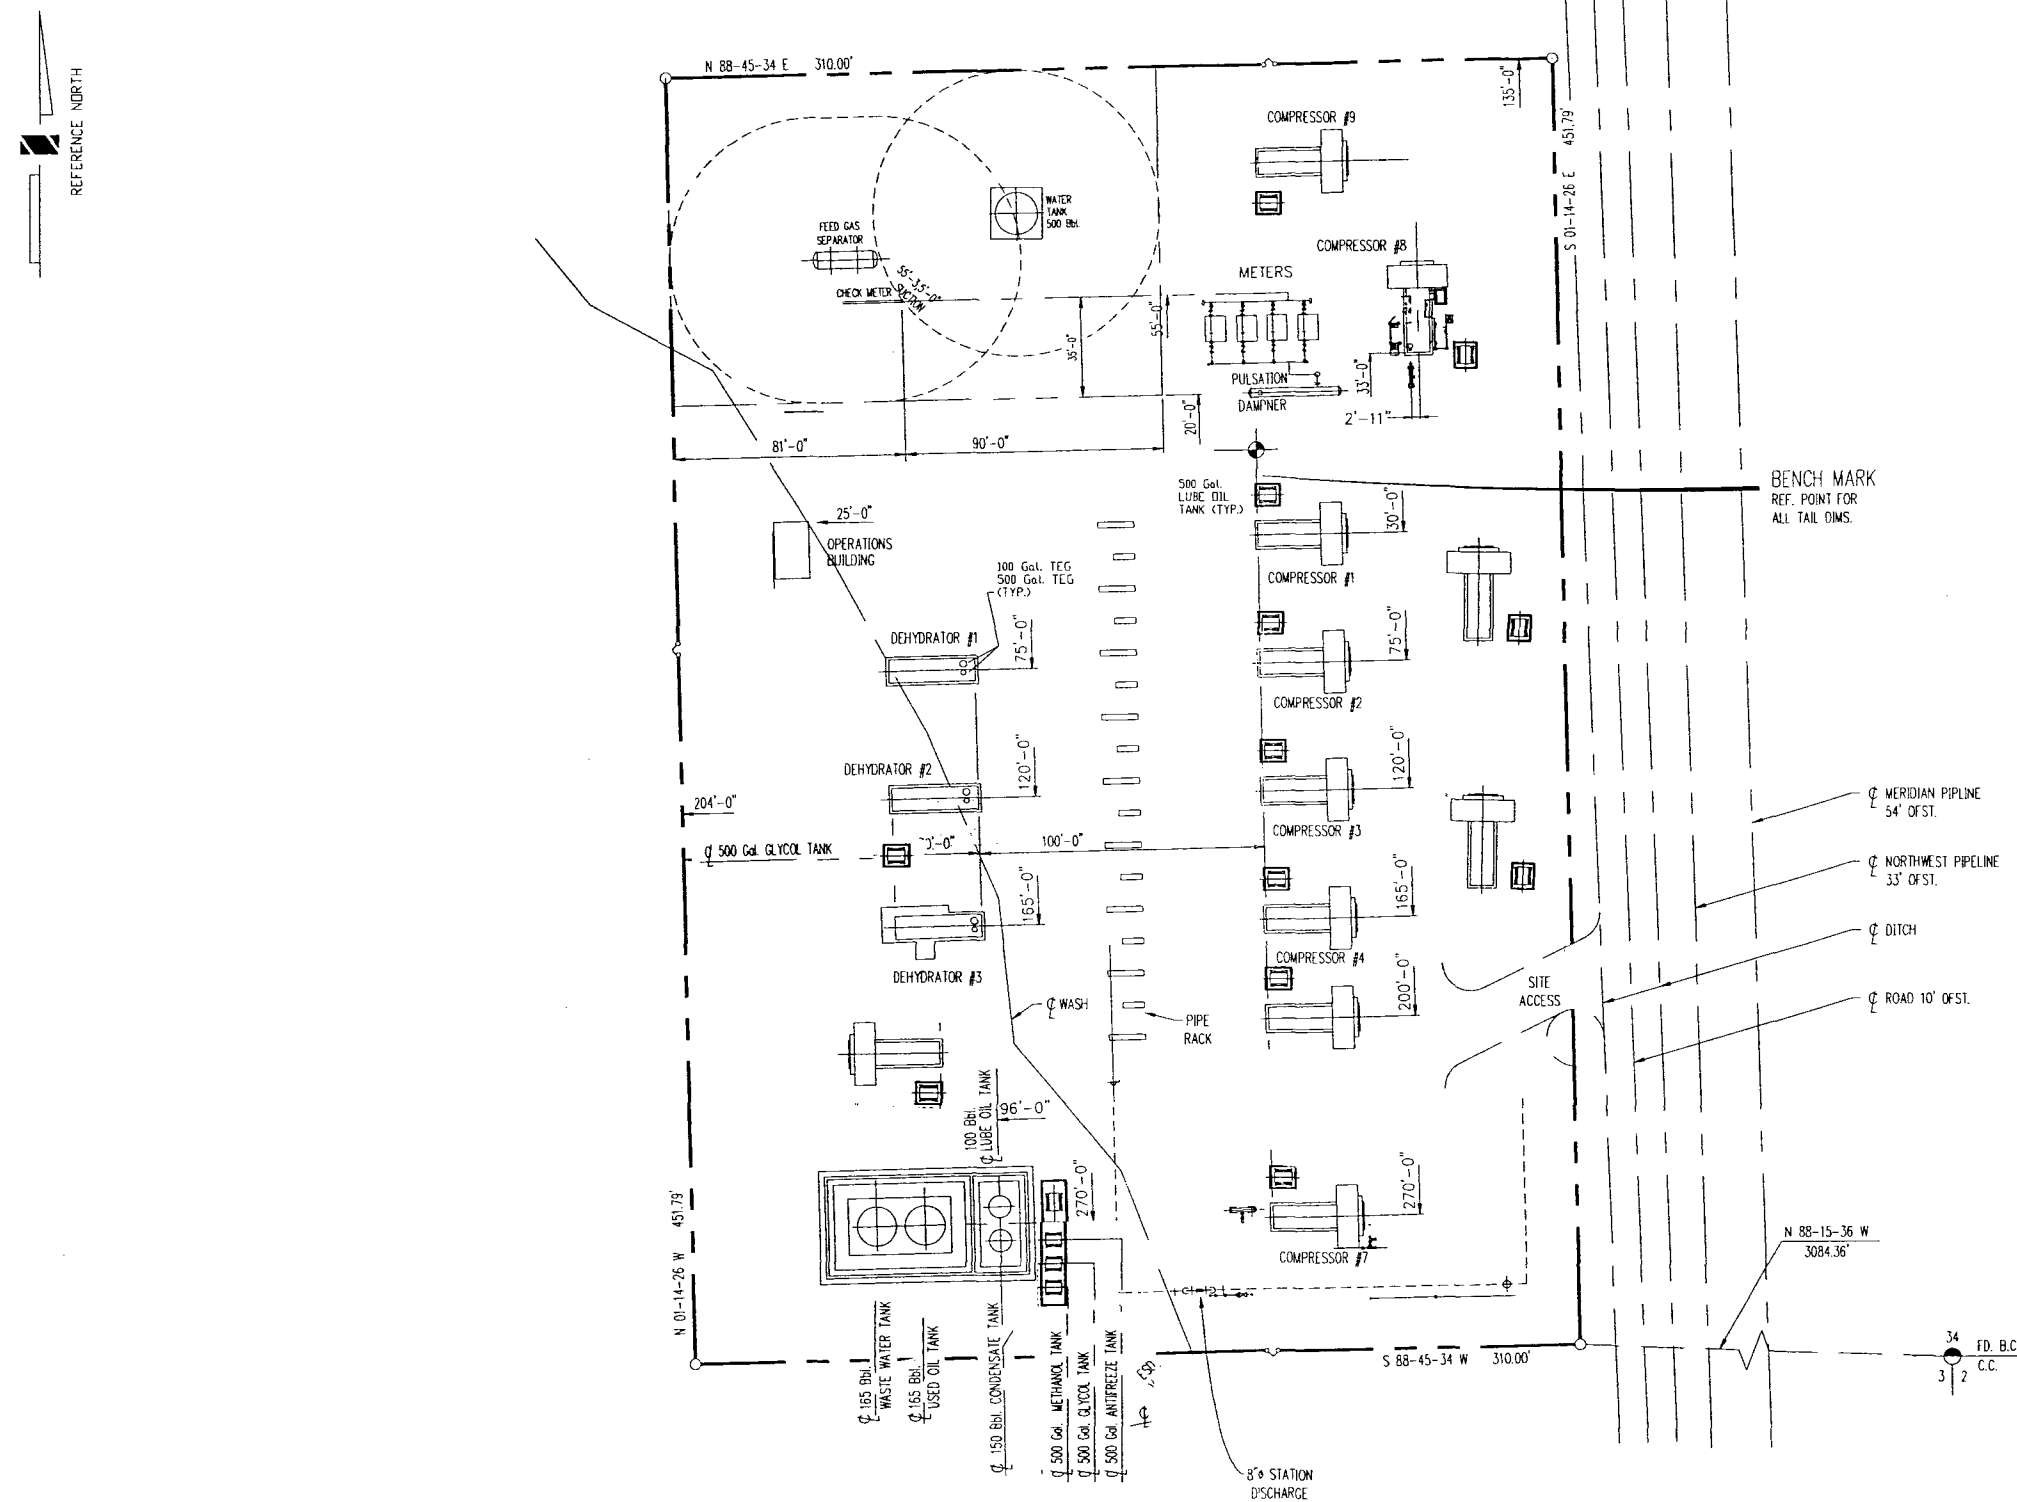 REFERENCE NORTH
N 88-45-34 E 310.00'
135'-0"
S 01-14-26 E 451.79'
COMPRESSOR #9
WATER
TANK
500 Bbl.
FEED GAS
SEPARATOR
55'-3.5'-0"
SUCTION
CHECK METER
COMPRESSOR #8
METERS
55'-0"
35'-0"
33'-0"
PULSATION
DAMPNER
2'-11"
20'-0"
81'-0"
90'-0"
BENCH MARK
REF. POINT FOR
ALL TAIL DIMS.
500 Gal.
LUBE OIL
TANK (TYP.)
30'-0"
25'-0"
OPERATIONS
BUILDING
100 Gal. TEG
500 Gal. TEG
(TYP.)
COMPRESSOR #1
DEHYDRATOR #1
75'-0"
75'-0"
COMPRESSOR #2
DEHYDRATOR #2
120'-0"
120'-0"
204'-0"
COMPRESSOR #3
℄ 500 Gal. GLYCOL TANK
100'-0"
165'-0"
165'-0"
DEHYDRATOR #3
COMPRESSOR #4
200'-0"
℄ MERIDIAN PIPLINE
54' OFST.
℄ NORTHWEST PIPELINE
33' OFST.
℄ DITCH
℄ ROAD 10' OFST.
SITE
ACCESS
℄ WASH
PIPE
RACK
100 Bbl.
℄ LUBE OIL TANK
96'-0"
270'-0"
270'-0"
COMPRESSOR #7
N 01-14-26 W 451.79'
N 88-15-36 W
3084.36'
S 88-45-34 W 310.00'
34
3 2
FD. B.C
C.C.
℄ 165 Bbl.
WASTE WATER TANK
℄ 165 Bbl.
USED OIL TANK
℄ 150 Bbl. CONDENSATE TANK
℄ 500 Gal. METHANOL TANK
℄ 500 Gal. GLYCOL TANK
℄ 500 Gal. ANTIFREEZE TANK
ESD
8"ø STATION
DISCHARGE